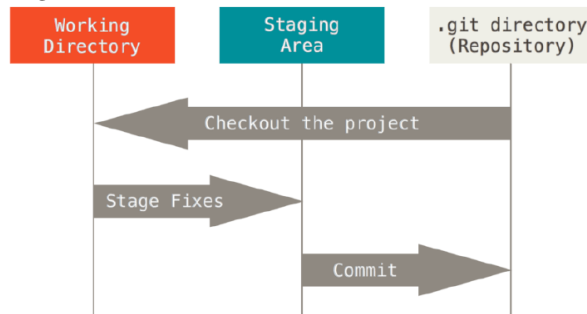 Working
Directory
Staging
Area
.git directory
(Repository)
Checkout the project
Stage Fixes
Commit